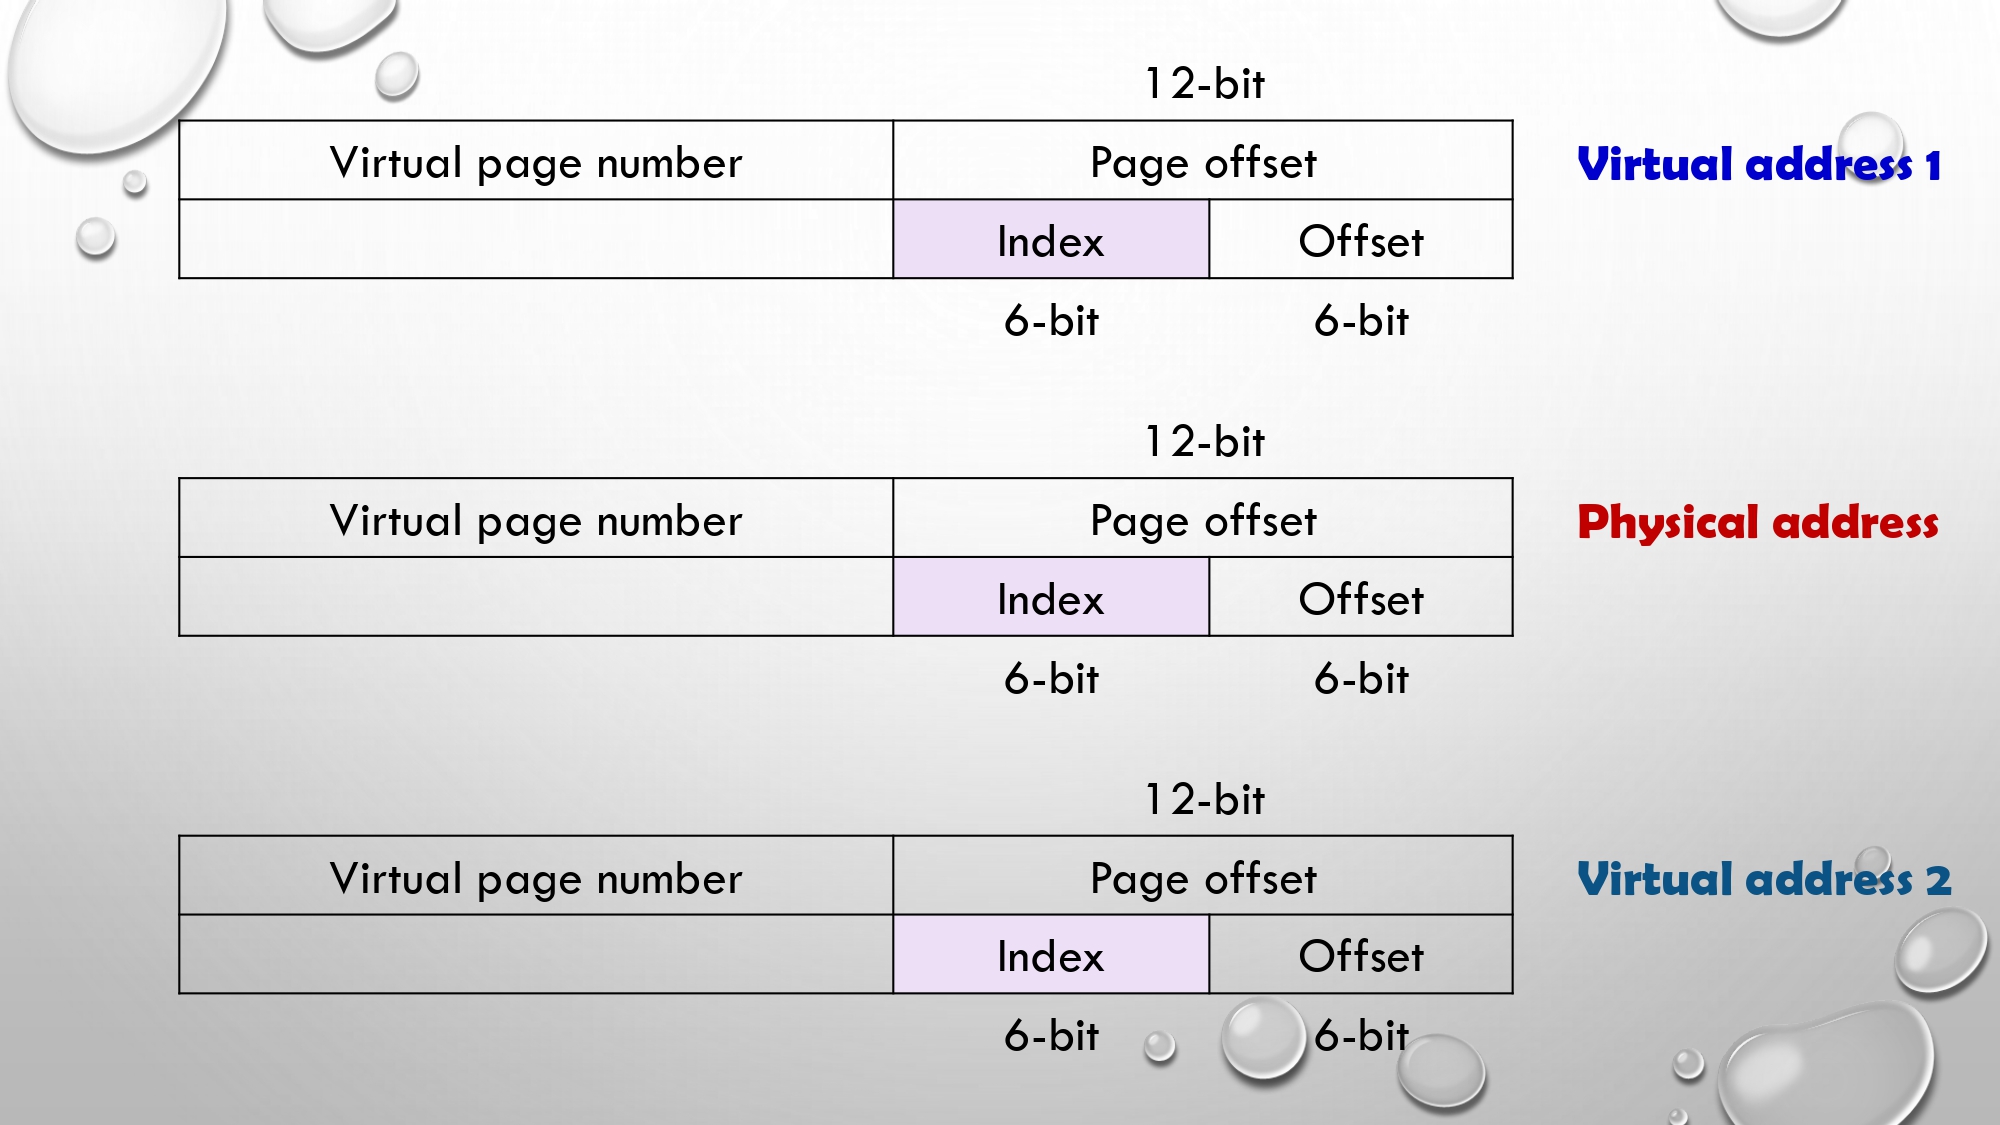 12-bit
Virtual page number Page offset Virtual address 1
Index Offset
6-bit 6-bit
12-bit
Virtual page number Page offset Physical address
Index Offset
6-bit 6-bit
12-bit
Virtual page number Page offset Virtual address 2
Index Offset
6-bit 6-bit